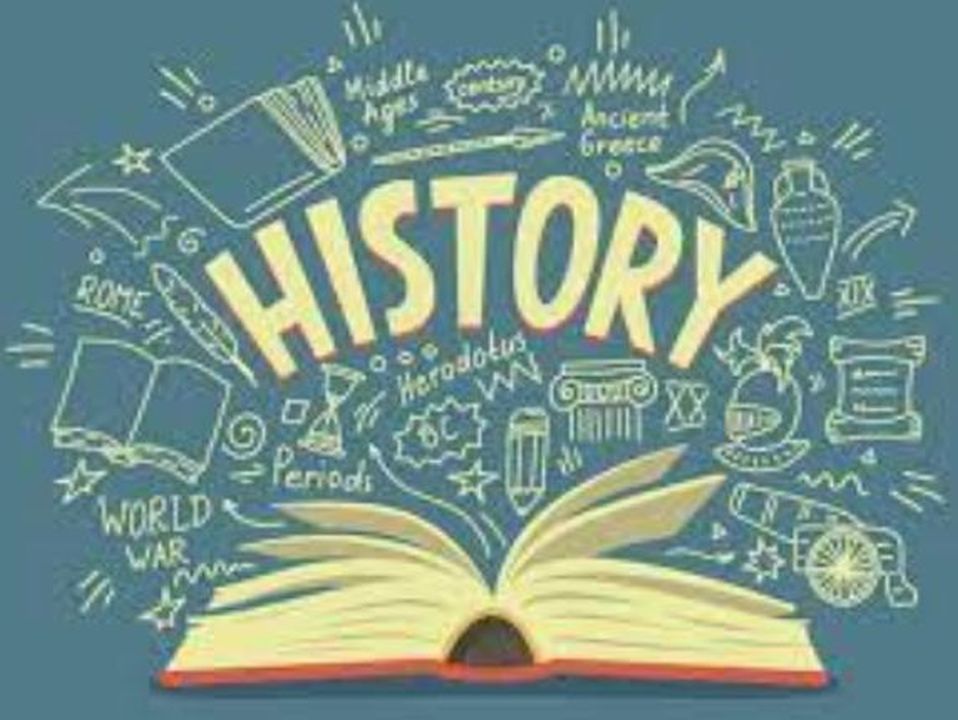 Middle
Ages
century
Ancient
Greece
HISTORY
ROME
XIX
Herodotus
BC
XX
Periods
WORLD
WAR